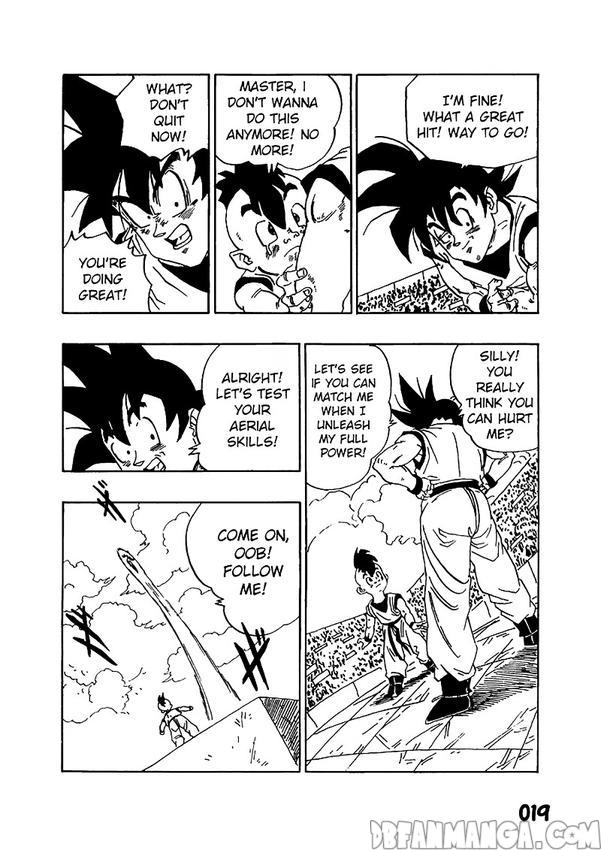 I'M FINE!
WHAT A GREAT
HIT! WAY TO GO!
MASTER, I
DON'T WANNA
DO THIS
ANYMORE! NO
MORE!
WHAT?
DON'T
QUIT
NOW!
YOU'RE
DOING
GREAT!
SILLY!
YOU
REALLY
THINK YOU
CAN HURT
ME?
LET'S SEE
IF YOU CAN
MATCH ME
WHEN I
UNLEASH
MY FULL
POWER!
ALRIGHT!
LET'S TEST
YOUR
AERIAL
SKILLS!
COME ON,
OOB!
FOLLOW
ME!
019
DBFANMANGA.COM